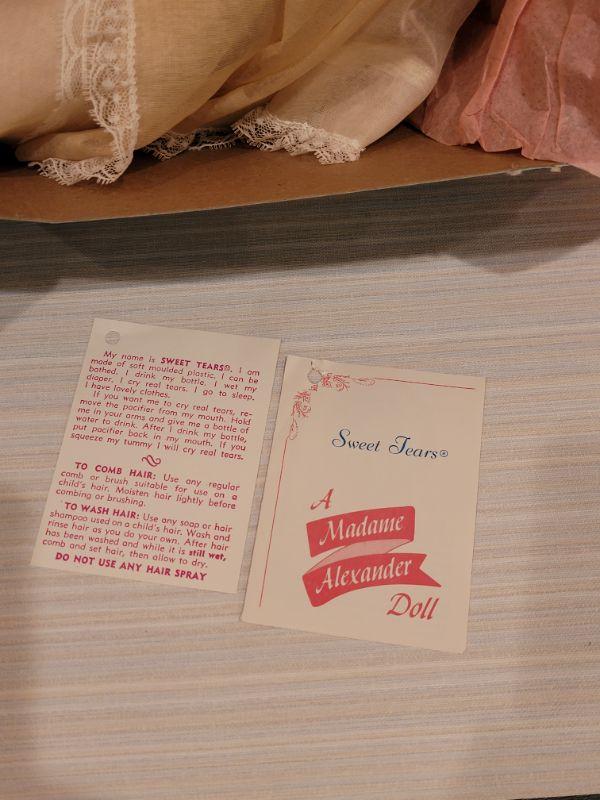 My name is SWEET TEARS®. I am
made of soft moulded plastic. I can be
bathed. I drink my bottle. I wet my
diaper. I cry real tears. I go to sleep.
I have lovely clothes.
If you want me to cry real tears, re-
move the pacifier from my mouth. Hold
me in your arms and give me a bottle of
water to drink. After I drink my bottle,
put pacifier back in my mouth. If you
squeeze my tummy I will cry real tears.
TO COMB HAIR: Use any regular
comb or brush suitable for use on a
child's hair. Moisten hair lightly before
combing or brushing.
TO WASH HAIR: Use any soap or hair
shampoo used on a child's hair. Wash and
rinse hair as you do your own. After hair
has been washed and while it is still wet,
comb and set hair, then allow to dry.
DO NOT USE ANY HAIR SPRAY
Sweet Tears®
A
Madame
Alexander
Doll